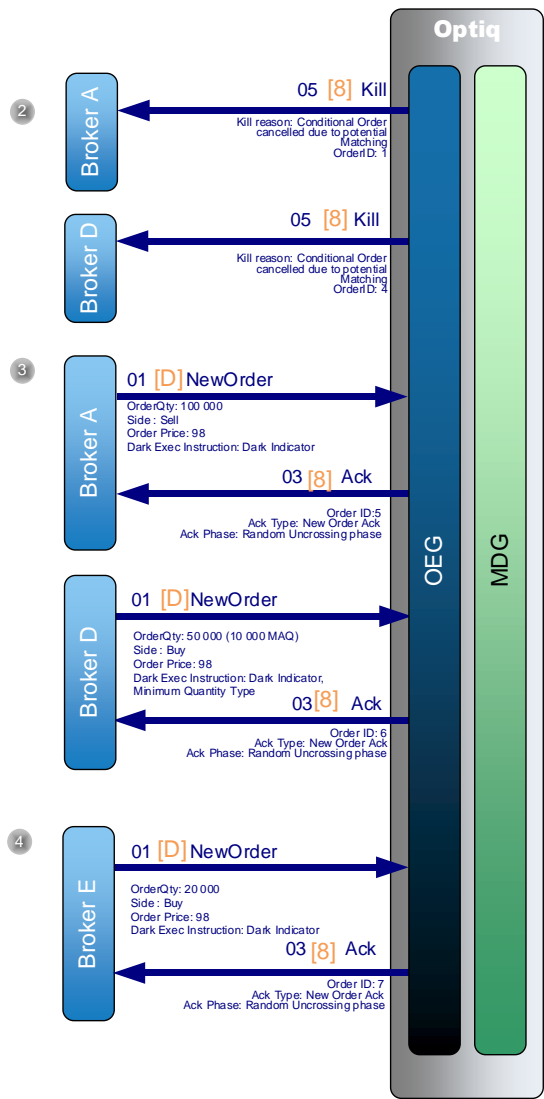 Optiq
2
Broker A
05 [8] Kill
Kill reason: Conditional Order
cancelled due to potential
Matching
OrderID: 1
Broker D
05 [8] Kill
Kill reason: Conditional Order
cancelled due to potential
Matching
OrderID: 4
3
Broker A
01 [D] NewOrder
OrderQty: 100 000
Side : Sell
Order Price: 98
Dark Exec Instruction: Dark Indicator
03 [8] Ack
Order ID:5
Ack Type: New Order Ack
Ack Phase: Random Uncrossing phase
OEG
MDG
Broker D
01 [D] NewOrder
OrderQty: 50 000 (10 000 MAQ)
Side : Buy
Order Price: 98
Dark Exec Instruction: Dark Indicator,
Minimum Quantity Type
03 [8] Ack
Order ID: 6
Ack Type: New Order Ack
Ack Phase: Random Uncrossing phase
4
Broker E
01 [D] NewOrder
OrderQty: 20 000
Side : Buy
Order Price: 98
Dark Exec Instruction: Dark Indicator
03 [8] Ack
Order ID: 7
Ack Type: New Order Ack
Ack Phase: Random Uncrossing phase